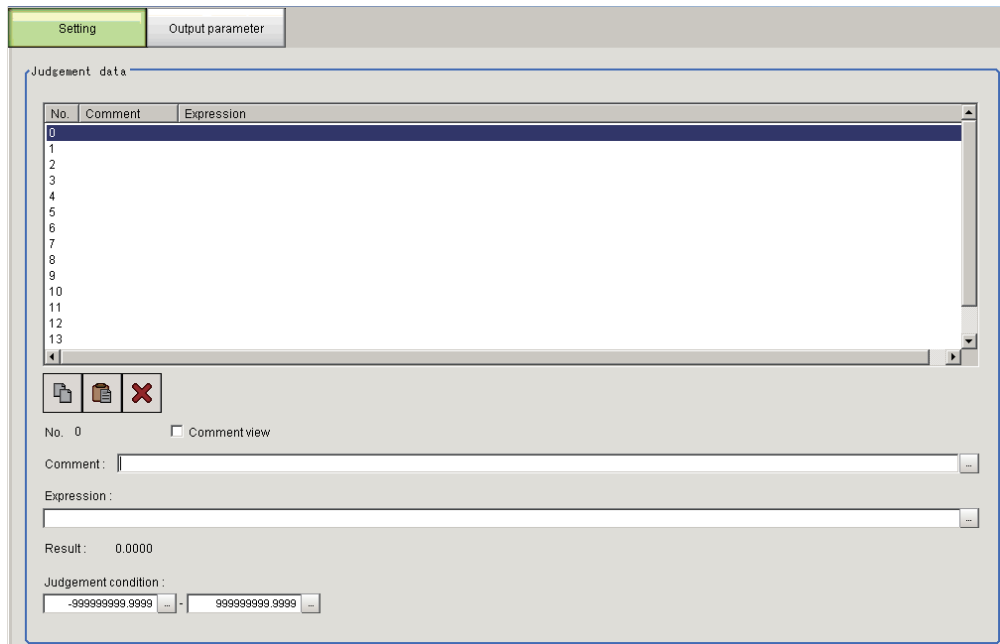 Setting Output parameter
Judgement data
No. Comment Expression
0
1
2
3
4
5
6
7
8
9
10
11
12
13
No. 0 Comment view
Comment : ...
Expression :
...
Result : 0.0000
Judgement condition :
-999999999.9999 ... - 999999999.9999 ...